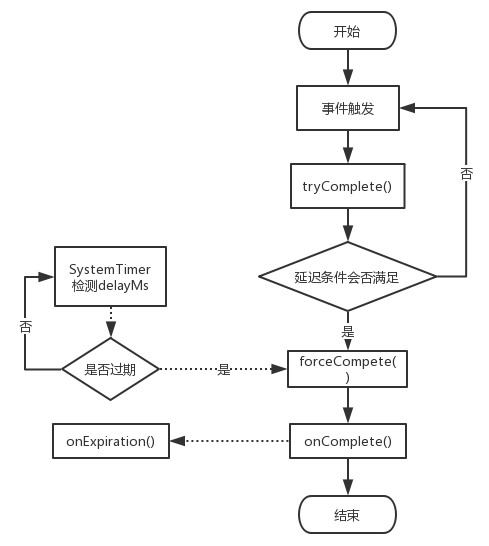 开始
事件触发
tryComplete()
否
延迟条件会否满足
SystemTimer
检测delayMs
否
是
是否过期
是
forceCompete(
)
onExpiration()
onComplete()
结束